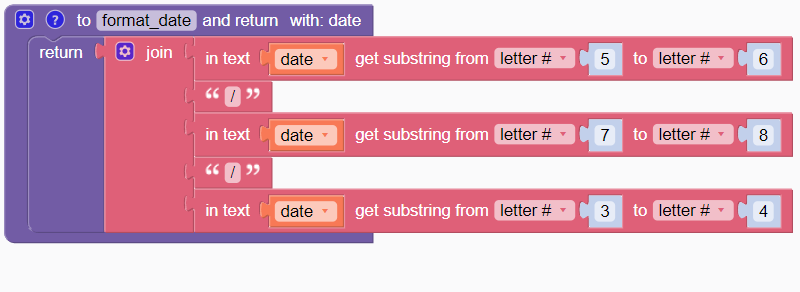 ? to format_date and return with: date
return join in text date get substring from letter # 5 to letter # 6
“ / ”
in text date get substring from letter # 7 to letter # 8
“ / ”
in text date get substring from letter # 3 to letter # 4